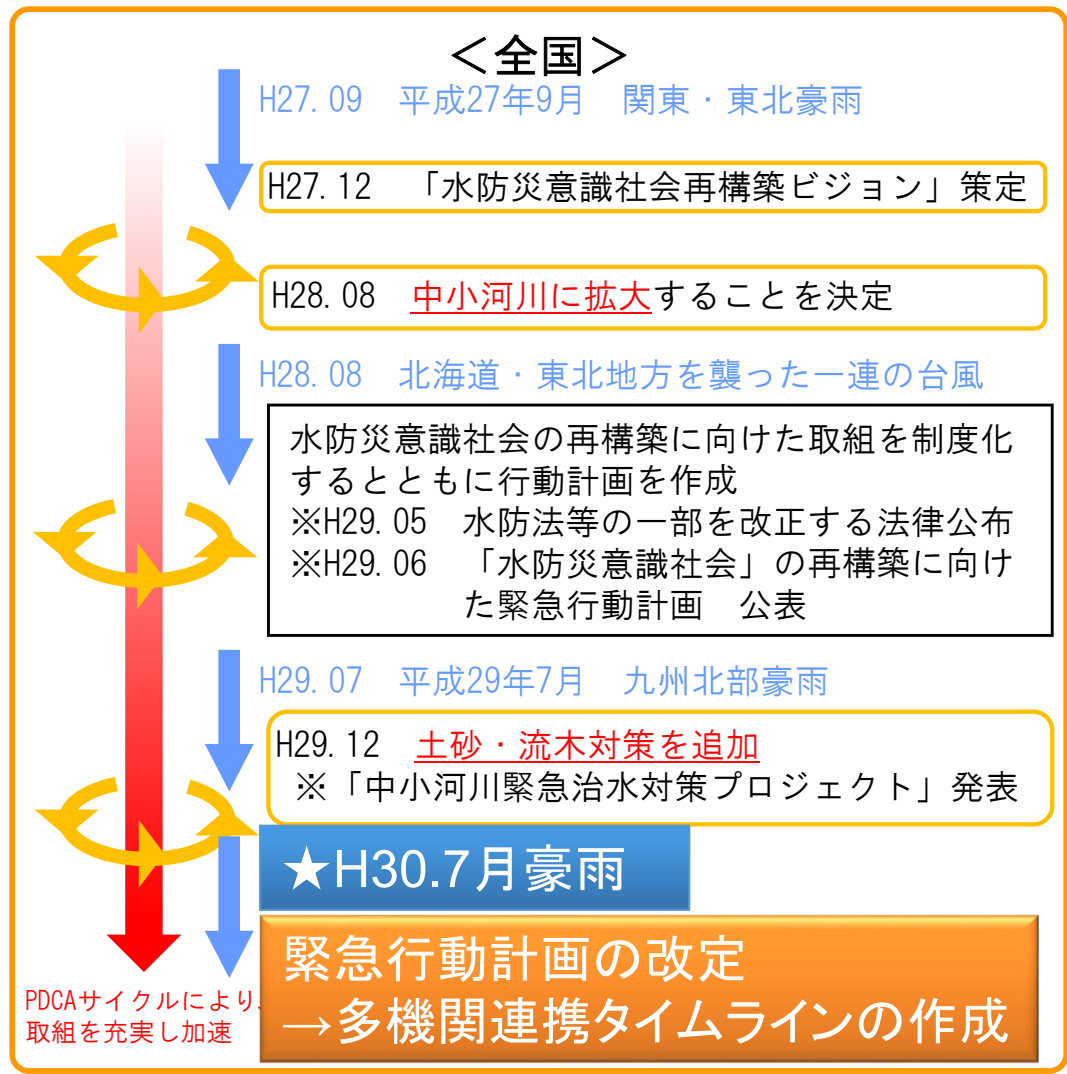 ＜全国＞
H27.09　平成27年9月　関東・東北豪雨
H27.12　「水防災意識社会再構築ビジョン」策定
H28.08　中小河川に拡大することを決定
H28.08　北海道・東北地方を襲った一連の台風
水防災意識社会の再構築に向けた取組を制度化
するとともに行動計画を作成
※H29.05　水防法等の一部を改正する法律公布
※H29.06　「水防災意識社会」の再構築に向け
た緊急行動計画　公表
H29.07　平成29年7月　九州北部豪雨
H29.12　土砂・流木対策を追加
※「中小河川緊急治水対策プロジェクト」発表
★H30.7月豪雨
緊急行動計画の改定
→多機関連携タイムラインの作成
PDCAサイクルにより、
取組を充実し加速